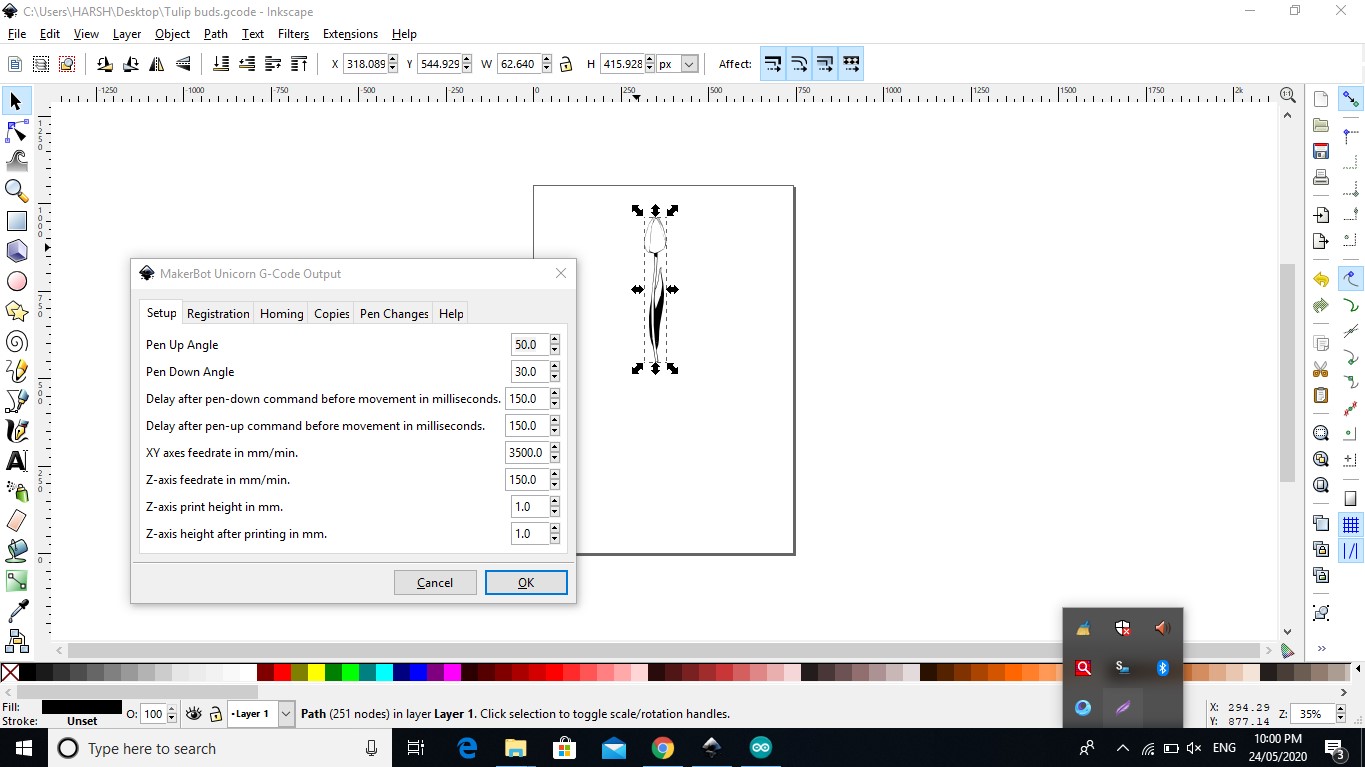 C:\Users\HARSH\Desktop\Tulip buds.gcode - Inkscape
File Edit View Layer Object Path Text Filters Extensions Help
X 318.089 Y 544.929 W 62.640 H 415.928 px Affect:
-1250 -1000 -750 -500 -250 0 250 500 750 1000 1250 1500 1750 2k
1:1
1250
1000
750
500
250
0
MakerBot Unicorn G-Code Output
Setup Registration Homing Copies Pen Changes Help
Pen Up Angle 50.0
Pen Down Angle 30.0
Delay after pen-down command before movement in milliseconds. 150.0
Delay after pen-up command before movement in milliseconds. 150.0
XY axes feedrate in mm/min. 3500.0
Z-axis feedrate in mm/min. 150.0
Z-axis print height in mm. 1.0
Z-axis height after printing in mm. 1.0
Cancel OK
Fill:
Stroke: Unset
O: 100
Layer 1
Path (251 nodes) in layer Layer 1. Click selection to toggle scale/rotation handles.
X: 294.29
Y: 877.14
Z: 35%
Type here to search
ENG
10:00 PM
24/05/2020
3